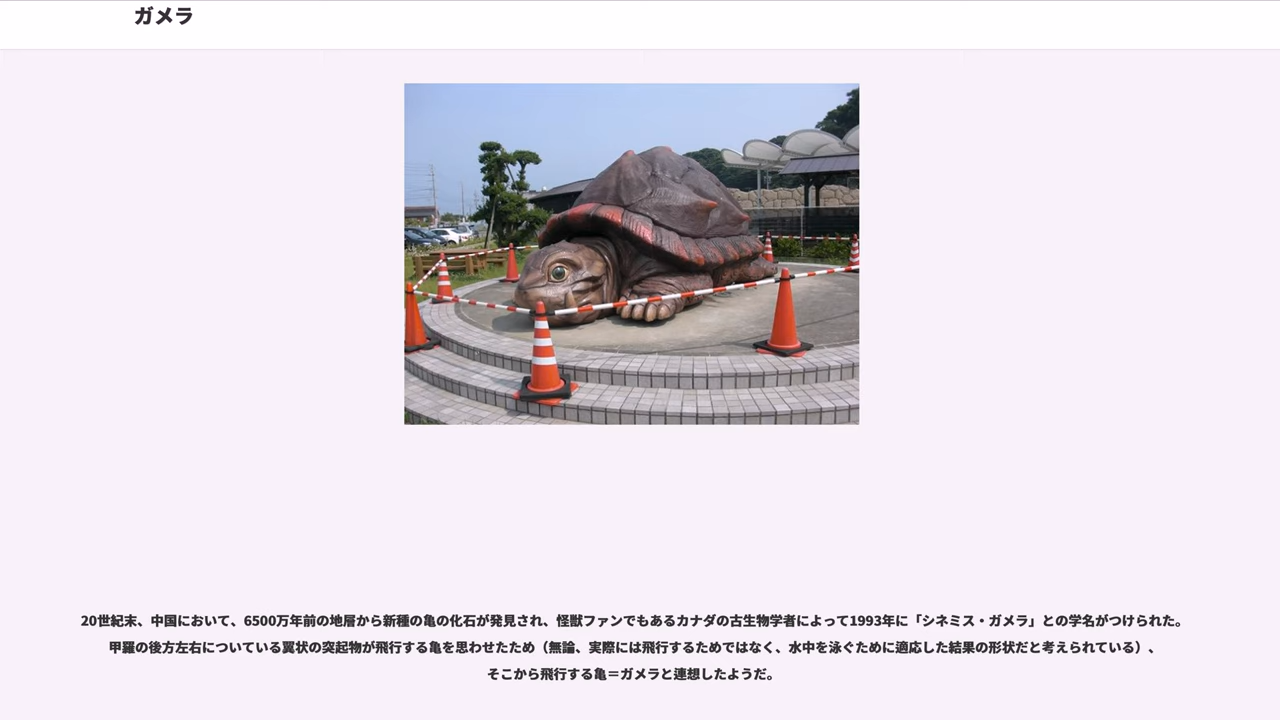 ガメラ
20世紀末、中国において、6500万年前の地層から新種の亀の化石が発見され、怪獣ファンでもあるカナダの古生物学者によって1993年に「シネミス・ガメラ」との学名がつけられた。
甲羅の後方左右についている翼状の突起物が飛行する亀を思わせたため（無論、実際には飛行するためではなく、水中を泳ぐために適応した結果の形状だと考えられている）、
そこから飛行する亀＝ガメラと連想したようだ。